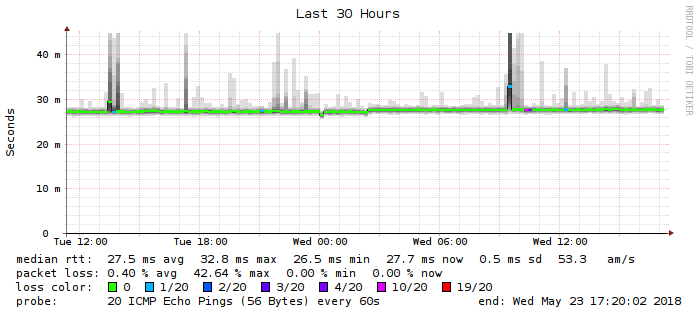 Last 30 Hours
RRDTOOL / TOBI OETIKER
Seconds
40 m
30 m
20 m
10 m
0
Tue 12:00 Tue 18:00 Wed 00:00 Wed 06:00 Wed 12:00
median rtt: 27.5 ms avg 32.8 ms max 26.5 ms min 27.7 ms now 0.5 ms sd 53.3 am/s
packet loss: 0.40 % avg 42.64 % max 0.00 % min 0.00 % now
loss color: 0 1/20 2/20 3/20 4/20 10/20 19/20
probe: 20 ICMP Echo Pings (56 Bytes) every 60s end: Wed May 23 17:20:02 2018